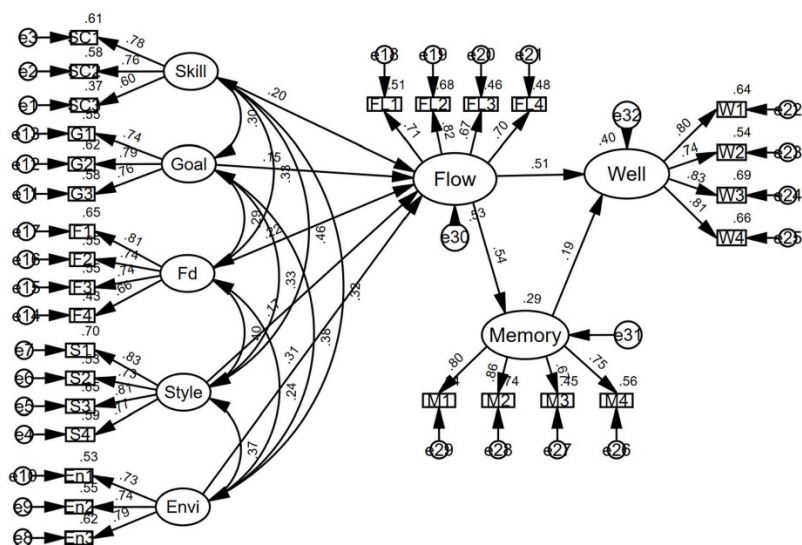 .61
e3 SC1 .78
.58
e2 SC2 .76
.37
e1 SC3 .60
Skill
.55
e13 G1 .74
.62
e12 G2 .79
.58
e11 G3 .76
Goal
.65
e17 F1 .81
.55
e16 F2 .74
.55
e15 F3 .74
.43
e14 F4 .66
Fd
.70
e7 S1 .83
.53
e6 S2 .73
.65
e5 S3 .81
.59
e4 S4 .77
Style
.53
e10 En1 .73
.55
e9 En2 .74
.62
e8 En3 .79
Envi
.30
.33
.46
.32
.29
.33
.38
.40
.24
.37
.20
.15
.17
.31
e18 e19 e20 e21
.51 .68 .46 .48
FL1 FL2 FL3 FL4
.71 .82 .67 .70
Flow
.53
e30
.51
.54
.19
e32
.40
Well
.64
.80 W1 e22
.54
.74 W2 e23
.69
.83 W3 e24
.66
.81 W4 e25
.29
Memory e31
.80 .86 .67 .75
.74 .45 .56
M1 M2 M3 M4
e29 e28 e27 e26